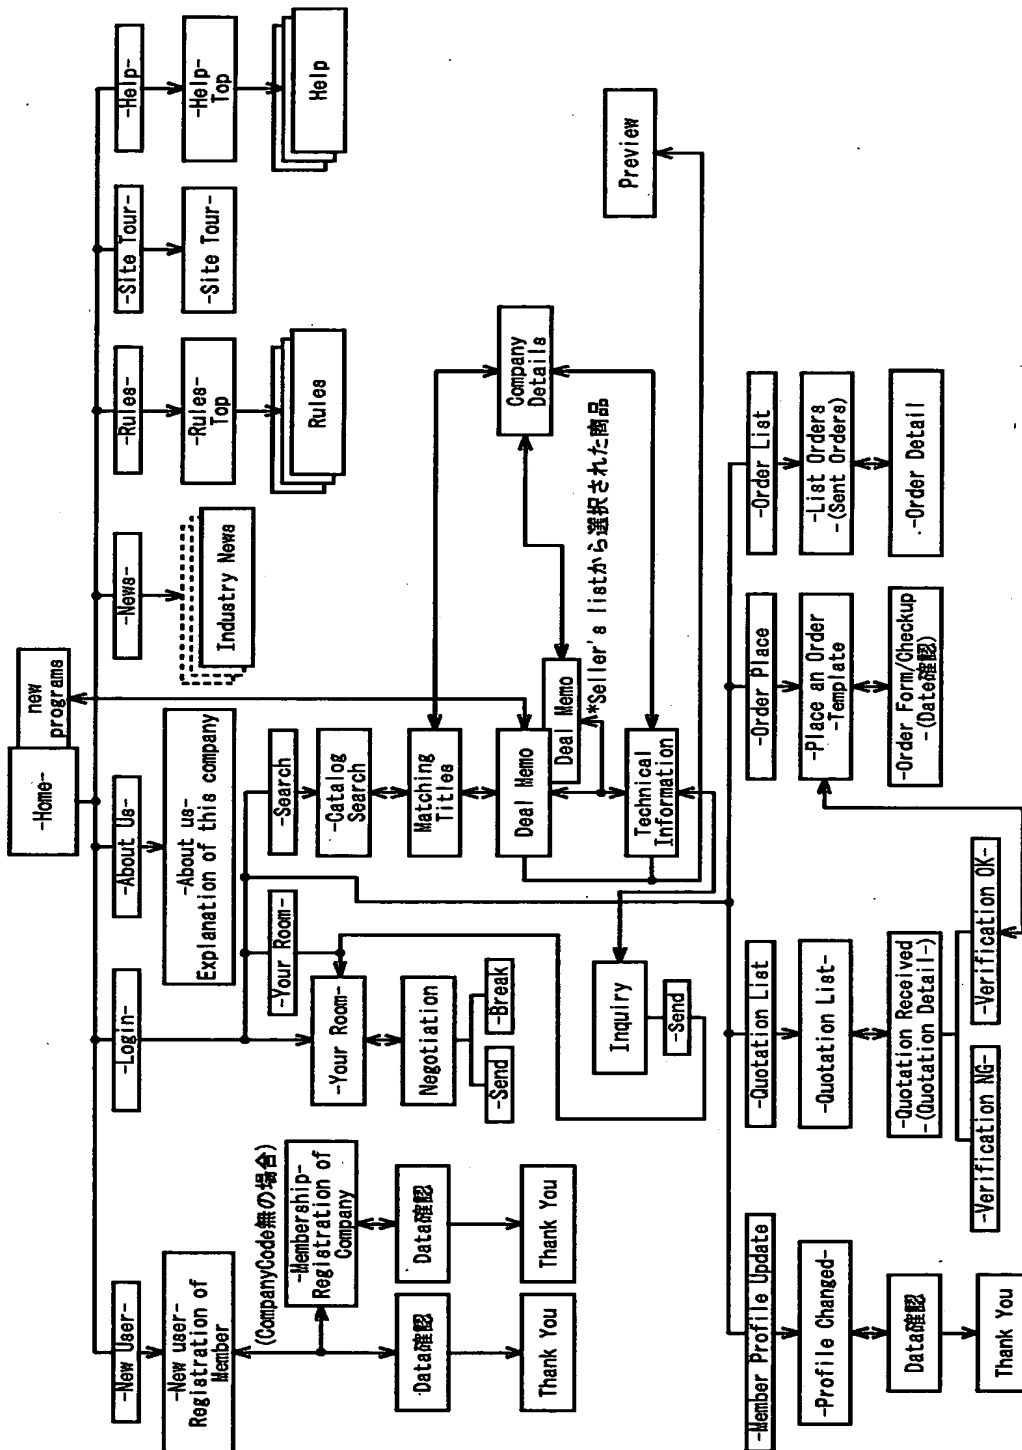 -Home-
new
programs
-New User-
-Login-
-About Us-
-News-
-Rules-
-Site Tour-
-Help-
-New user-
Registration of
Member
-About us-
Explanation of this company
Industry News
-Rules-
Top
Rules
-Site Tour-
-Help-
Top
Help
(CompanyCode無の場合)
-Membership-
Registration of
Company
Data確認
Thank You
Data確認
Thank You
-Your Room-
-Your Room-
Negotiation
-Send
-Break
-Search
-Catalog
Search
Matching
Titles
Deal Memo
Deal Memo
*Seller's listから選択された商品
Technical
Information
Company
Details
Preview
Inquiry
-Send
-Member Profile Update
-Profile Changed-
Data確認
Thank You
-Quotation List
-Quotation List-
-Quotation Received
-(Quotation Detail-)
-Verification NG-
-Verification OK-
-Order Place
-Place an Order
-Template
-Order Form/Checkup
-(Date確認)
-Order List
-List Orders
-(Sent Orders)
.-Order Detail